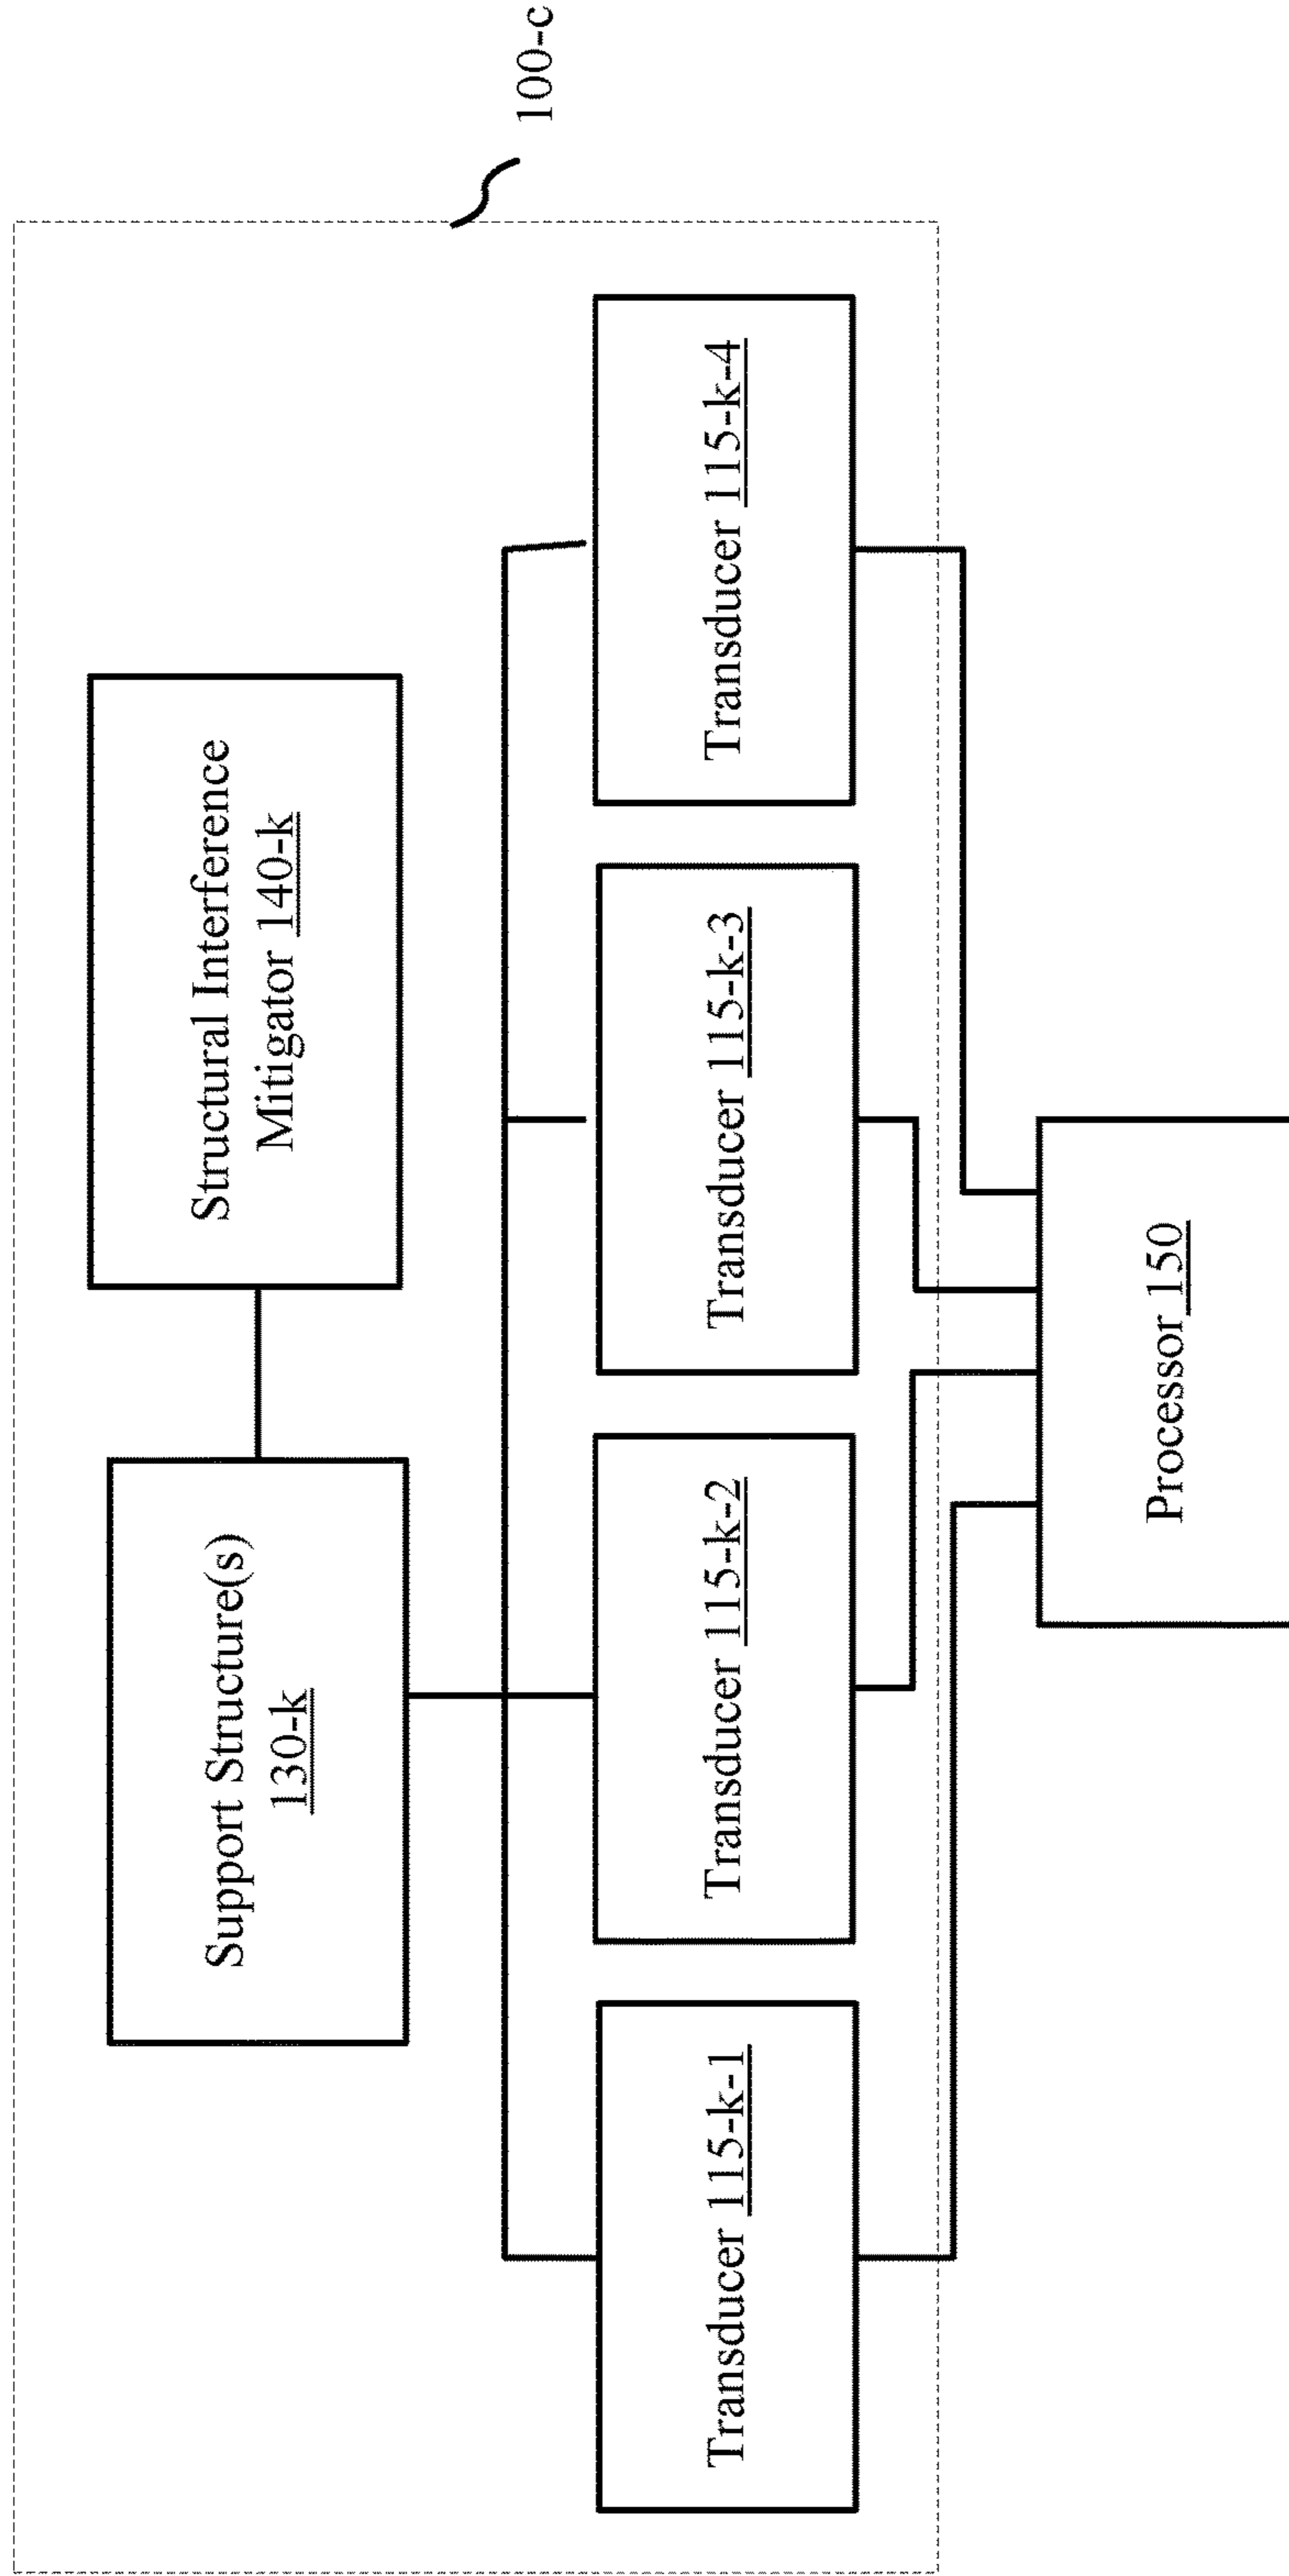 100-c
Support Structure(s)
130-k
Structural Interference
Mitigator 140-k
Transducer 115-k-1
Transducer 115-k-2
Transducer 115-k-3
Transducer 115-k-4
Processor 150